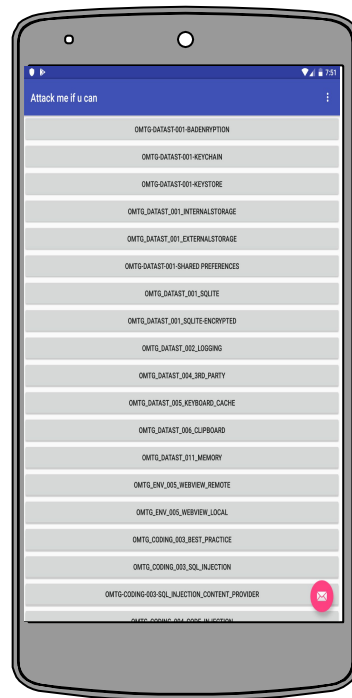 7:51
Attack me if u can
OMTG-DATAST-001-BADENRYPTION
OMTG-DATAST-001-KEYCHAIN
OMTG-DATAST-001-KEYSTORE
OMTG_DATAST_001_INTERNALSTORAGE
OMTG_DATAST_001_EXTERNALSTORAGE
OMTG-DATAST-001-SHARED PREFERENCES
OMTG_DATAST_001_SQLITE
OMTG_DATAST_001_SQLITE-ENCRYPTED
OMTG_DATAST_002_LOGGING
OMTG_DATAST_004_3RD_PARTY
OMTG_DATAST_005_KEYBOARD_CACHE
OMTG_DATAST_006_CLIPBOARD
OMTG_DATAST_011_MEMORY
OMTG_ENV_005_WEBVIEW_REMOTE
OMTG_ENV_005_WEBVIEW_LOCAL
OMTG_CODING_003_BEST_PRACTICE
OMTG_CODING_003_SQL_INJECTION
OMTG-CODING-003-SQL_INJECTION_CONTENT_PROVIDER
OMTG_CODING_004_CODE_INJECTION